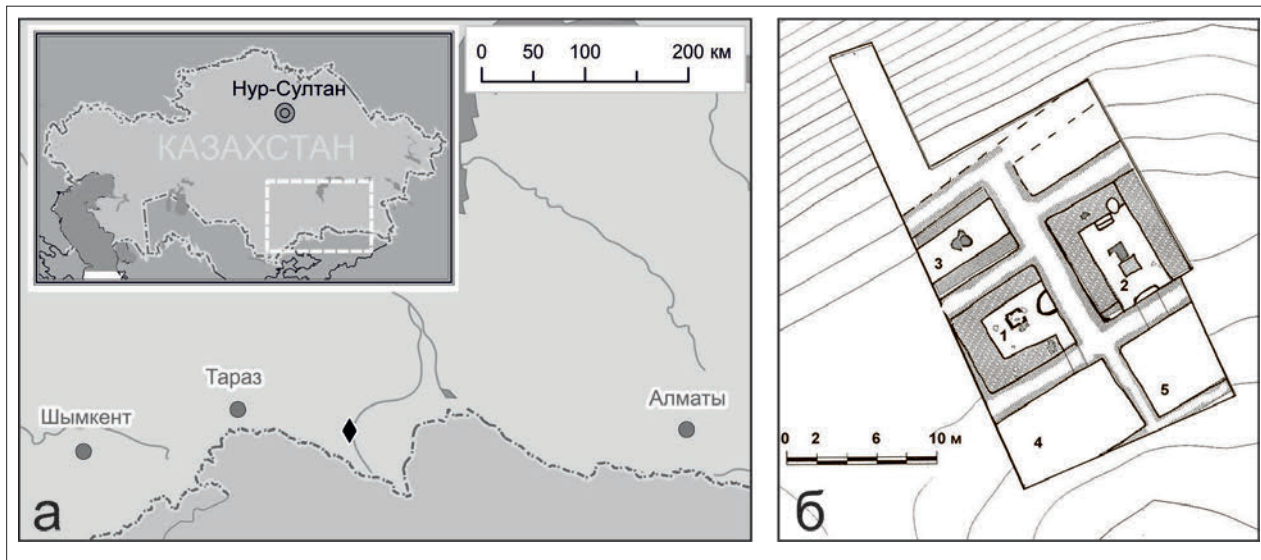 0 50 100 200 км
Нур-Султан
КАЗАХСТАН
Тараз
Шымкент
Алматы
а
3
2
1
5
4
0 2 6 10 м
б